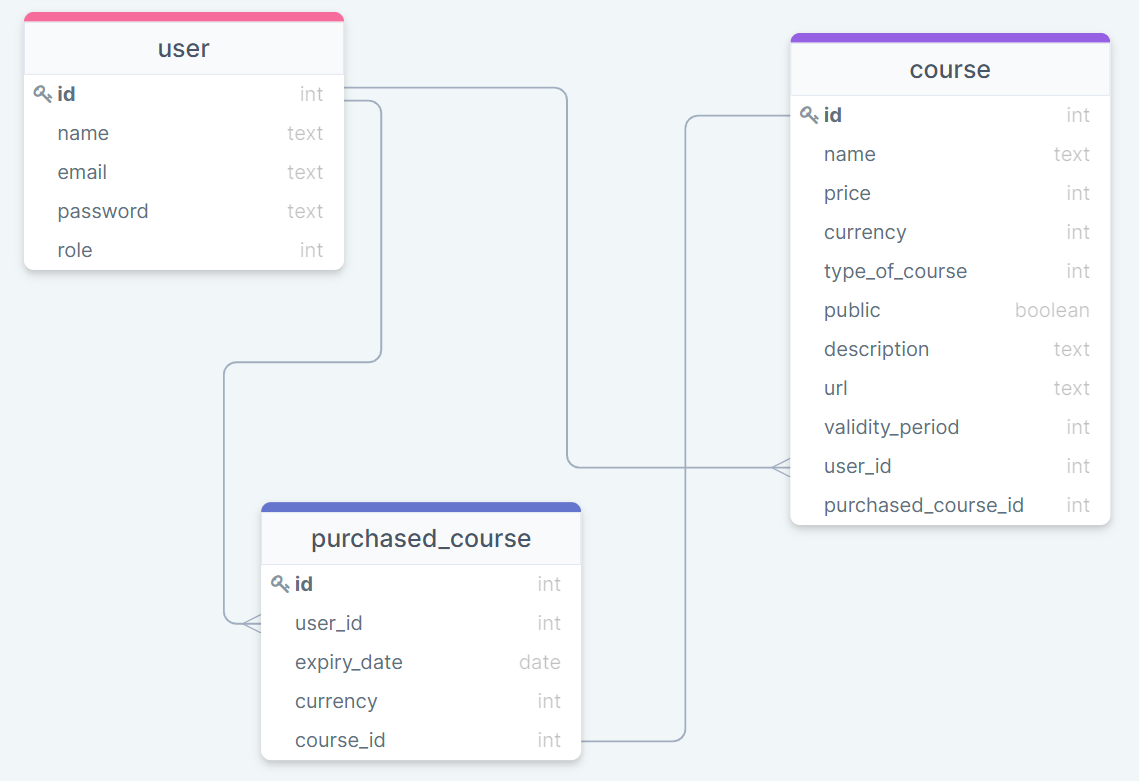 user
id int
name text
email text
password text
role int
course
id int
name text
price int
currency int
type_of_course int
public boolean
description text
url text
validity_period int
user_id int
purchased_course_id int
purchased_course
id int
user_id int
expiry_date date
currency int
course_id int